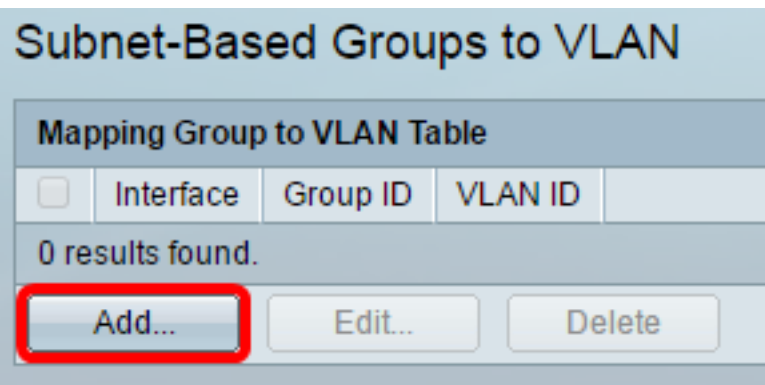 Subnet-Based Groups to VLAN
Mapping Group to VLAN Table
Interface Group ID VLAN ID
0 results found.
Add... Edit... Delete